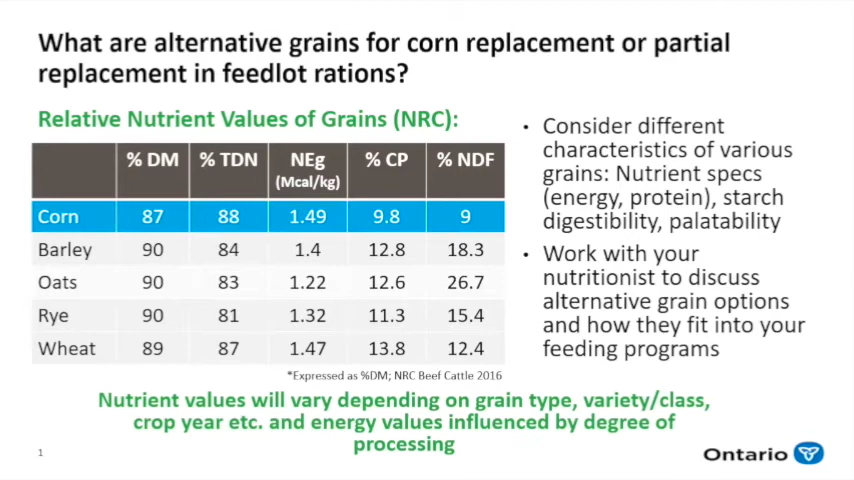 What are alternative grains for corn replacement or partial
replacement in feedlot rations?
Relative Nutrient Values of Grains (NRC):
% DM % TDN NEg (Mcal/kg) % CP % NDF
Corn 87 88 1.49 9.8 9
Barley 90 84 1.4 12.8 18.3
Oats 90 83 1.22 12.6 26.7
Rye 90 81 1.32 11.3 15.4
Wheat 89 87 1.47 13.8 12.4
*Expressed as %DM; NRC Beef Cattle 2016
• Consider different
characteristics of various
grains: Nutrient specs
(energy, protein), starch
digestibility, palatability
• Work with your
nutritionist to discuss
alternative grain options
and how they fit into your
feeding programs
Nutrient values will vary depending on grain type, variety/class,
crop year etc. and energy values influenced by degree of
processing
1
Ontario